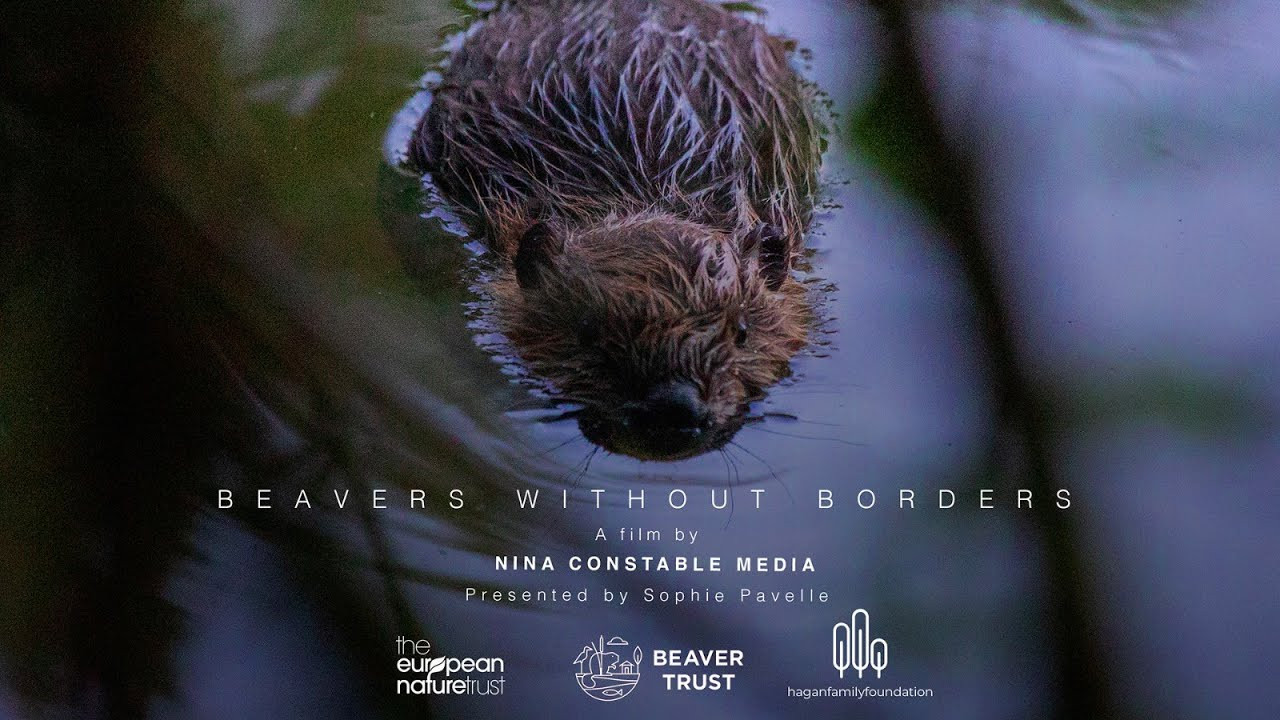 BEAVERS WITHOUT BORDERS
A film by
NINA CONSTABLE MEDIA
Presented by Sophie Pavelle
the
european
naturetrust
BEAVER
TRUST
haganfamilyfoundation